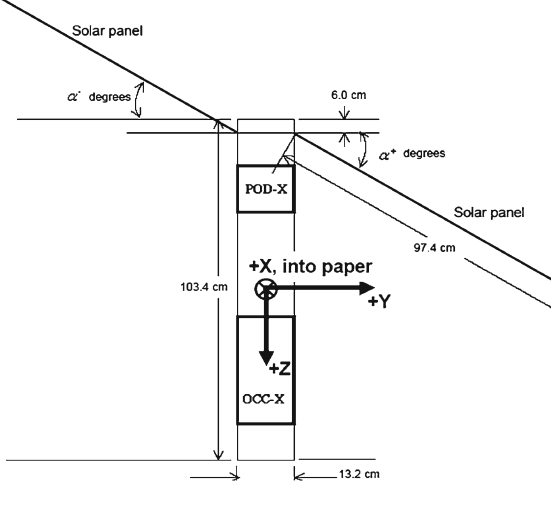 Solar panel
α⁻ degrees
6.0 cm
α⁺ degrees
POD-X
Solar panel
97.4 cm
+X, into paper
103.4 cm
+Y
+Z
OCC-X
13.2 cm